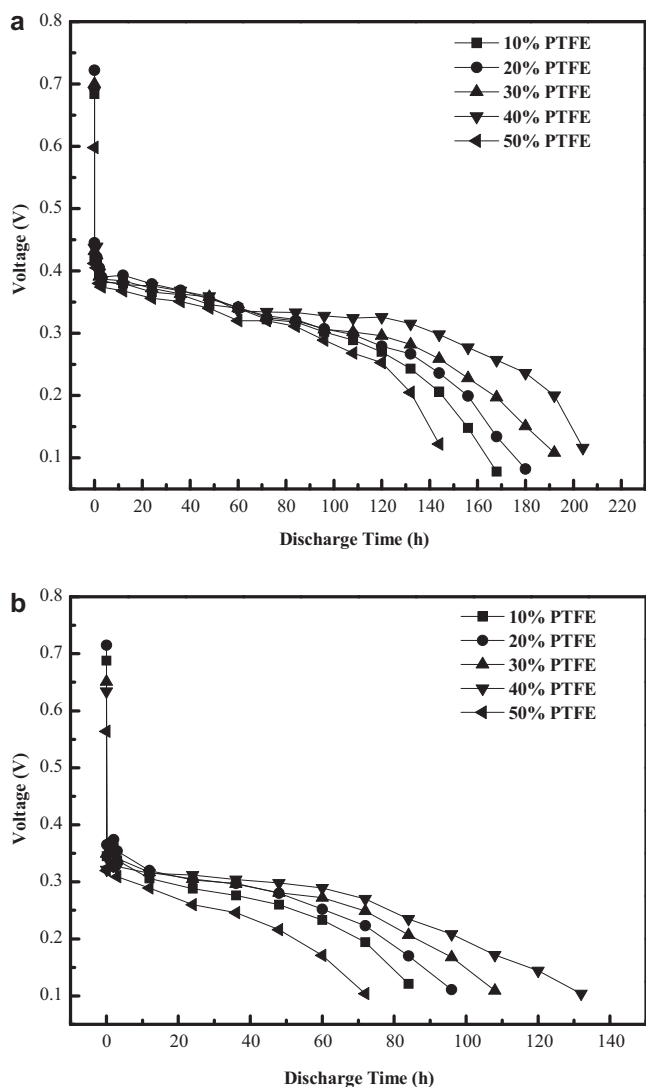 a
0.8
0.7
0.6
0.5
0.4
0.3
0.2
0.1
Voltage (V)
10% PTFE
20% PTFE
30% PTFE
40% PTFE
50% PTFE
0 20 40 60 80 100 120 140 160 180 200 220
Discharge Time (h)
b
0.8
0.7
0.6
0.5
0.4
0.3
0.2
0.1
Voltage (V)
10% PTFE
20% PTFE
30% PTFE
40% PTFE
50% PTFE
0 20 40 60 80 100 120 140
Discharge Time (h)